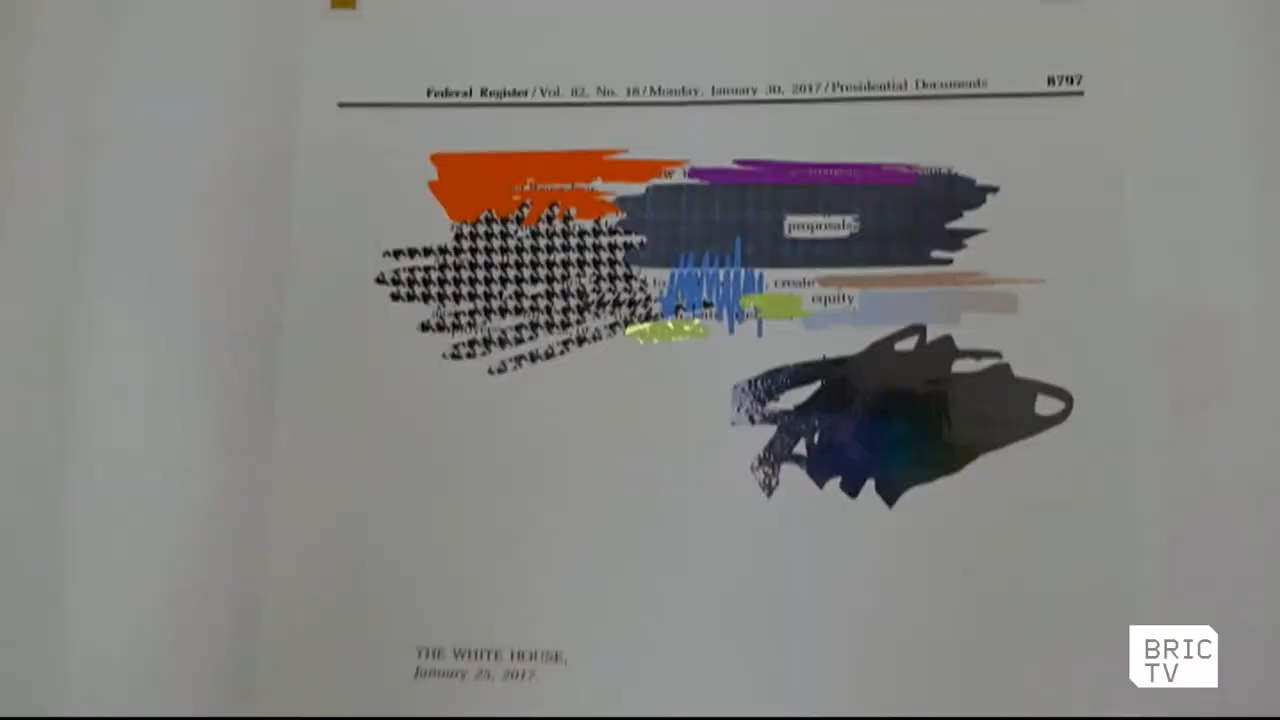 Federal Register/Vol. 82, No. 18/Monday, January 30, 2017/Presidential Documents 8797
proposals
, create
equity
THE WHITE HOUSE,
January 25, 2017.
BRIC
TV